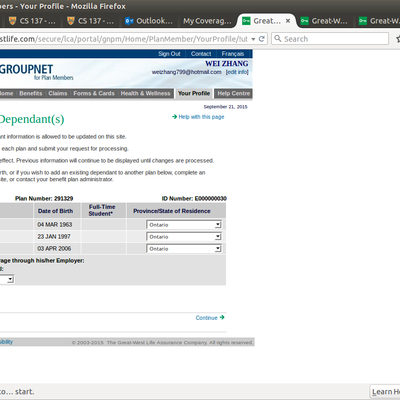 bers - Your Profile - Mozilla Firefox
CS 137 - ... CS 137 - ... Outlook... My Coverag... Great... × Great-W... Great-W... Great-W
stlife.com/secure/lca/portal/gnpm/Home/PlanMember/YourProfile/!ut Search
Sign Out Contact Français
GROUPNET
for Plan Members
WEI ZHANG
weizhang799@hotmail.com [edit info]
Home Benefits Claims Forms & Cards Health & Wellness Your Profile Help Centre
September 21, 2015
Dependant(s)
Help with this page
nt information is allowed to be updated on this site.
each plan and submit your request for processing.
effect. Previous information will continue to be displayed until changes are processed.
rth, or if you wish to add an existing dependant to another plan below, complete an
ite, or contact your benefit plan administrator.
Plan Number: 291329 ID Number: E000000030
Date of Birth Full-Time Student* Province/State of Residence
04 MAR 1963 Ontario
23 JAN 1997 Ontario
03 APR 2006 Ontario
rage through his/her Employer:
l:
Continue
sibility
© 2003-2015 The Great-West Life Assurance Company. All rights reserved.
to… start.
Learn Ho